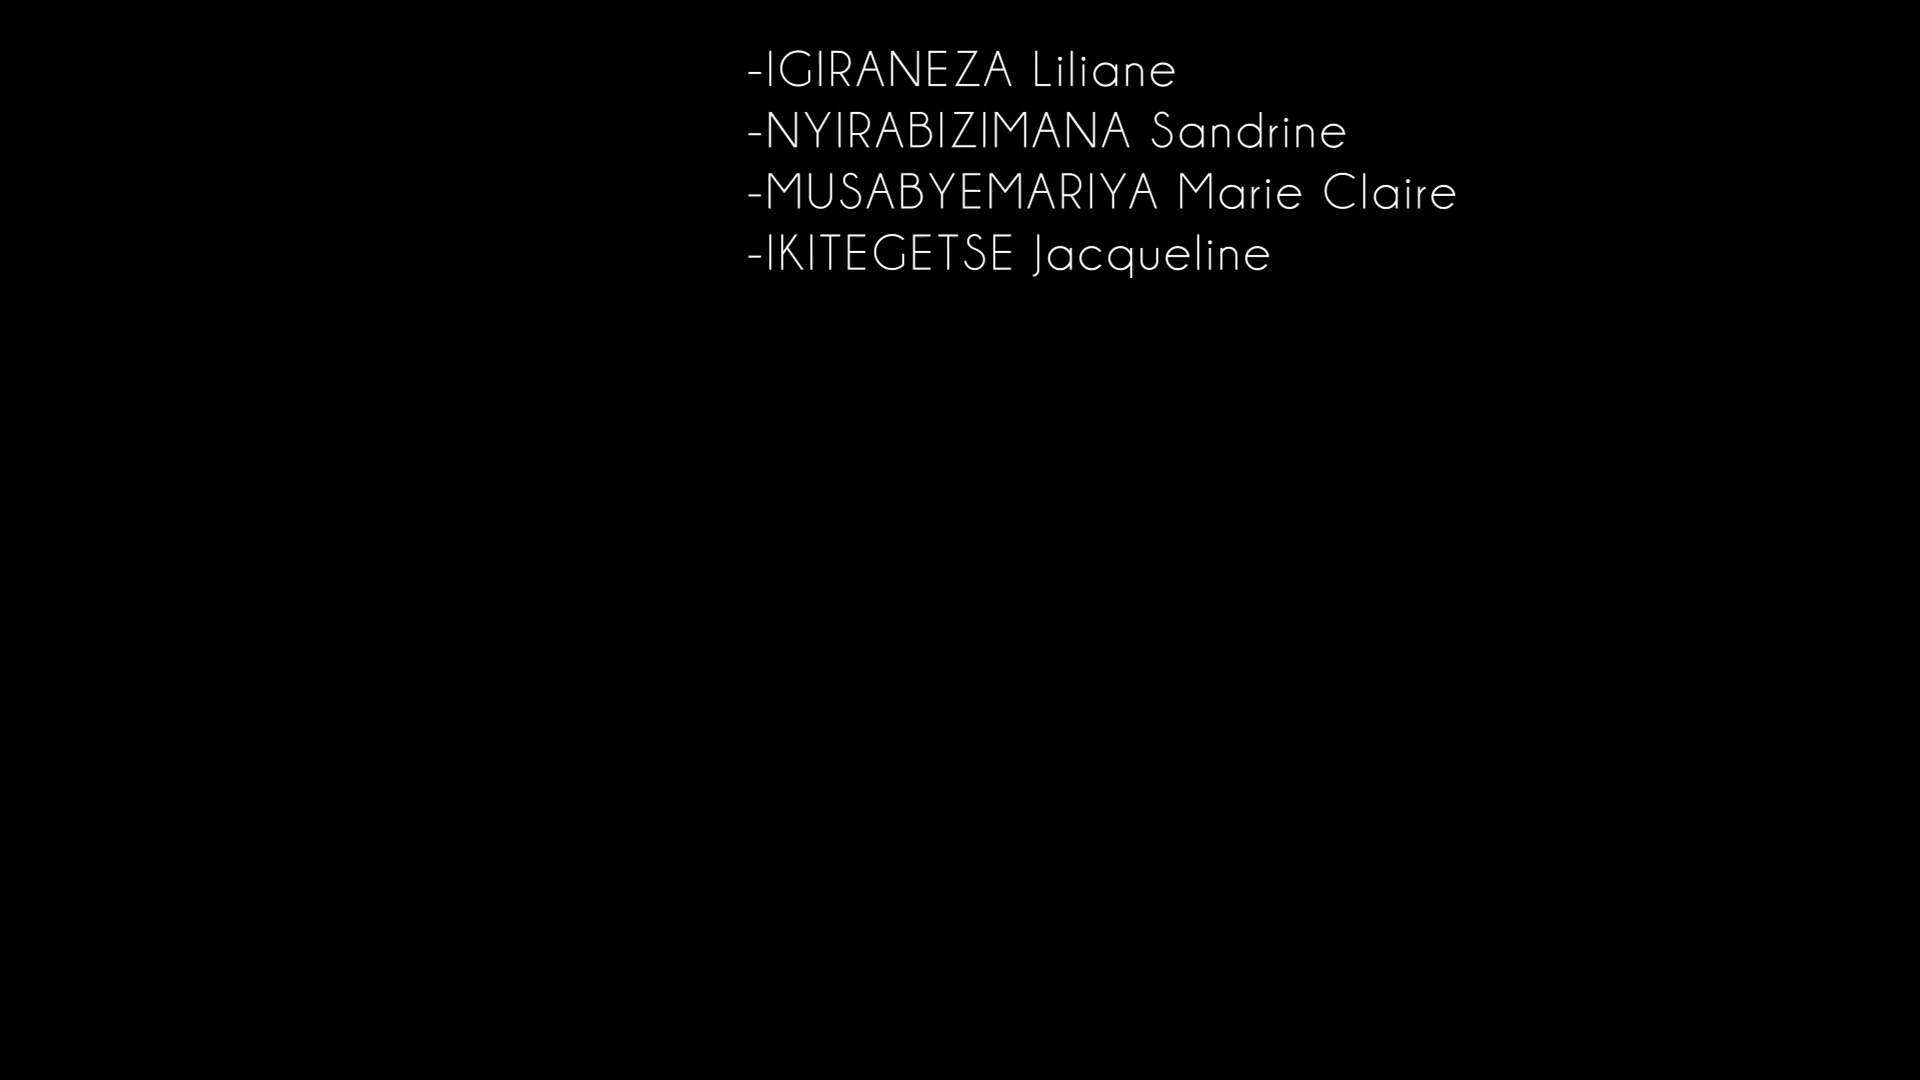 -IGIRANEZA Liliane
-NYIRABIZIMANA Sandrine
-MUSABYEMARIYA Marie Claire
-IKITEGETSE Jacqueline